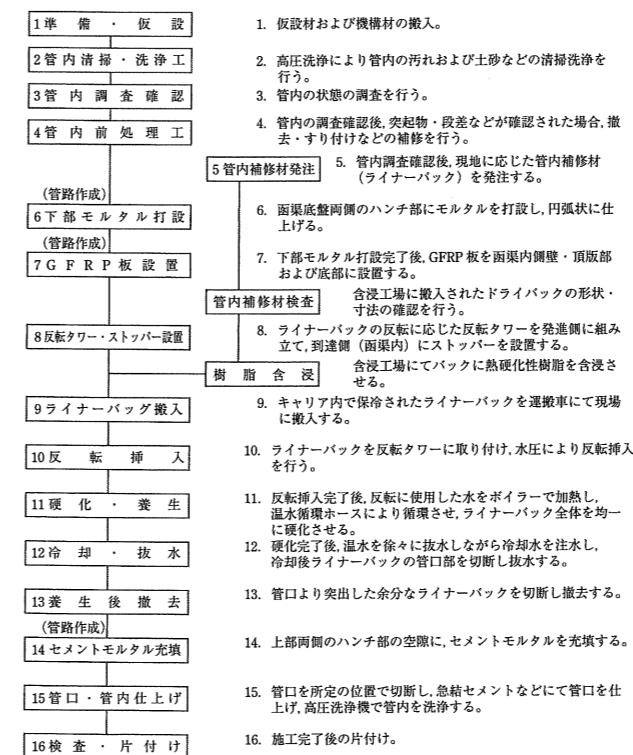 1準備・仮設
1. 仮設材および機構材の搬入。
2管内清掃・洗浄工
2. 高圧洗浄により管内の汚れおよび土砂などの清掃洗浄を
行う。
3管内調査確認
3. 管内の状態の調査を行う。
4管内前処理工
4. 管内の調査確認後, 突起物・段差などが確認された場合, 撤
去・すり付けなどの補修を行う。
5管内補修材発注
5. 管内調査確認後, 現地に応じた管内補修材
(ライナーバック) を発注する。
(管路作成)
6下部モルタル打設
6. 函渠底盤両側のハンチ部にモルタルを打設し, 円弧状に仕
上げる。
(管路作成)
7GFRP板設置
7. 下部モルタル打設完了後, GFRP 板を函渠内側壁・頂版部
および底部に設置する。
管内補修材検査
含浸工場に搬入されたドライバックの形状・
寸法の確認を行う。
8反転タワー・ストッパー設置
8. ライナーバックの反転に応じた反転タワーを発進側に組み
立て, 到達側 (函渠内) にストッパーを設置する。
樹脂含浸
含浸工場にてバックに熱硬化性樹脂を含浸さ
せる。
9ライナーバッグ搬入
9. キャリア内で保冷されたライナーバックを運搬車にて現場
に搬入する。
10反転挿入
10. ライナーバックを反転タワーに取り付け, 水圧により反転挿入
を行う。
11硬化・養生
11. 反転挿入完了後, 反転に使用した水をボイラーで加熱し,
温水循環ホースにより循環させ, ライナーバック全体を均一
に硬化させる。
12冷却・抜水
12. 硬化完了後, 温水を徐々に抜水しながら冷却水を注水し,
冷却後ライナーバックの管口部を切断し抜水する。
13養生後撤去
13. 管口より突出した余分なライナーバックを切断し撤去する。
(管路作成)
14セメントモルタル充填
14. 上部両側のハンチ部の空隙に, セメントモルタルを充填する。
15管口・管内仕上げ
15. 管口を所定の位置で切断し, 急結セメントなどにて管口を仕
上げ, 高圧洗浄機で管内を洗浄する。
16検査・片付け
16. 施工完了後の片付け。